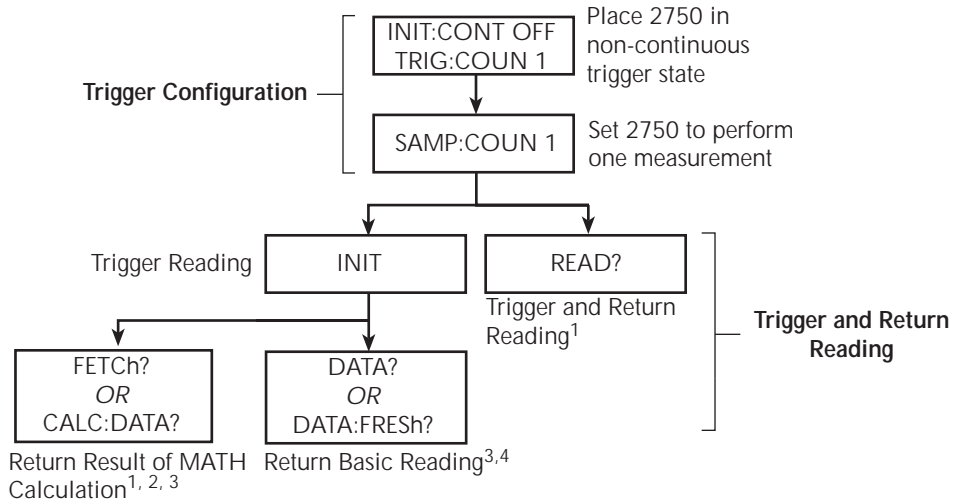 INIT:CONT OFF
TRIG:COUN 1
Place 2750 in
non-continuous
trigger state
Trigger Configuration
SAMP:COUN 1
Set 2750 to perform
one measurement
Trigger Reading
INIT
READ?
Trigger and Return
Reading1
Trigger and Return
Reading
FETCh?
OR
CALC:DATA?
DATA?
OR
DATA:FRESh?
Return Result of MATH
Calculation1, 2, 3
Return Basic Reading3,4